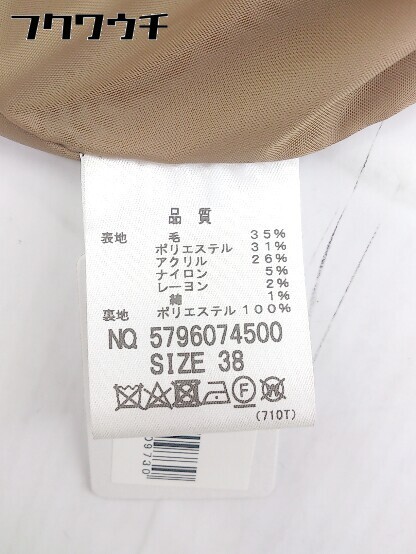 フクワウチ
品質
表地 毛 35%
ポリエステル 31%
アクリル 26%
ナイロン 5%
レーヨン 2%
綿 1%
裏地 ポリエステル 100%
NO 5796074500
SIZE 38
(710T)
09730